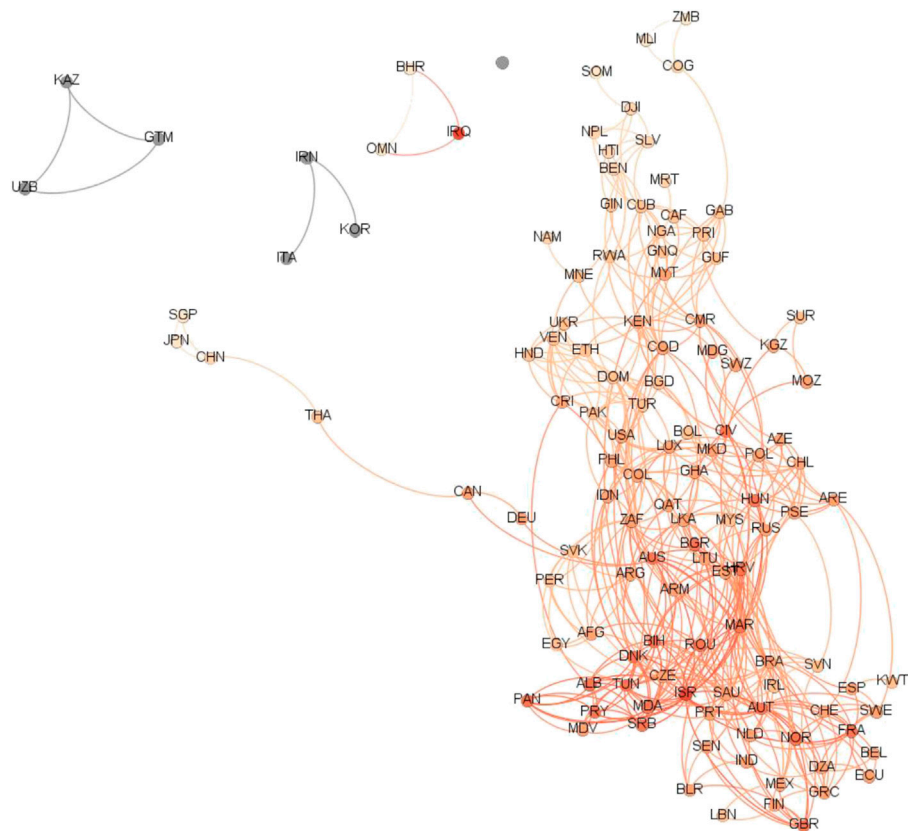 ZMB
MLI
COG
KAZ
BHR
SOM
DJI
GTM
IRQ
NPL
SLV
OMN
HTI
IRN
BEN
UZB
MRT
GIN
CUB
CAF
GAB
KOR
NGA
PRI
NAM
GNQ
ITA
RWA
GUF
MNE
MYT
SGP
UKR
KEN
CMR
SUR
JPN
VEN
KGZ
CHN
HND
ETH
COD
MDG
SWZ
DOM
BGD
MOZ
CRI
THA
PAK
TUR
USA
BOL
CIV
AZE
LUX
MKD
POL
PHL
CHL
COL
GHA
CAN
IDN
HUN
ARE
QAT
DEU
ZAF
LKA
MYS
PSE
RUS
BGR
SVK
AUS
LTU
HRV
PER
ARG
EST
ARM
MAR
EGY
AFG
BIH
ROU
DNK
BRA
SVN
CZE
ALB
TUN
IRL
KWT
ISR
SAU
ESP
PAN
MDA
PRY
PRT
AUT
CHE
SWE
MDV
SRB
NLD
NOR
FRA
SEN
IND
BEL
DZA
ECU
BLR
MEX
GRC
LBN
FIN
GBR